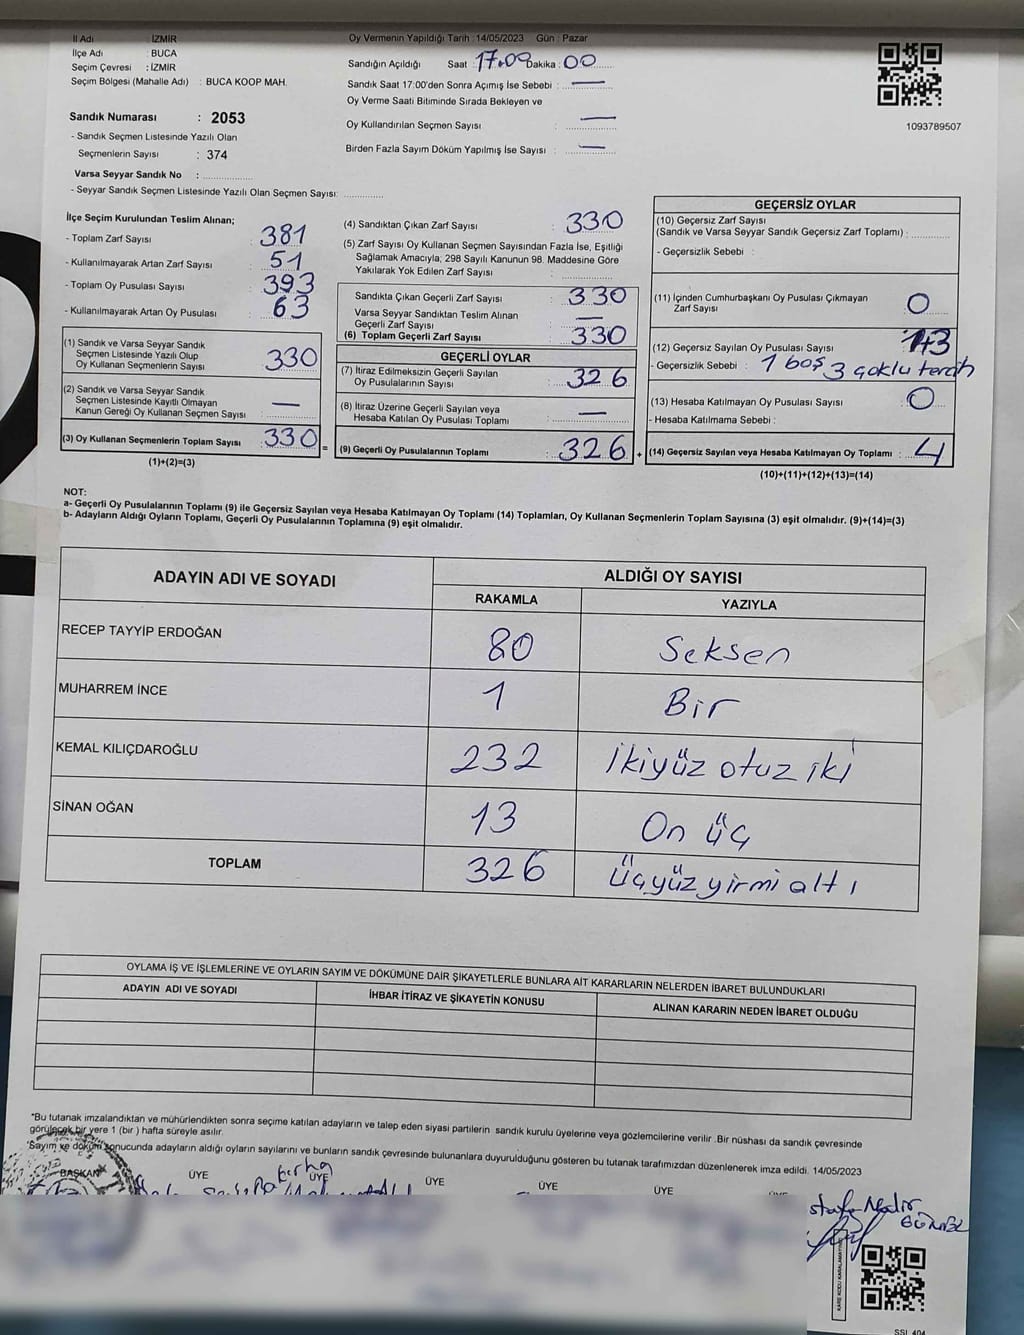 İl Adı : İZMİR
İlçe Adı : BUCA
Seçim Çevresi : İZMİR
Seçim Bölgesi (Mahalle Adı) : BUCA KOOP MAH.
Sandık Numarası : 2053
- Sandık Seçmen Listesinde Yazılı Olan
Seçmenlerin Sayısı : 374
Varsa Seyyar Sandık No :
- Seyyar Sandık Seçmen Listesinde Yazılı Olan Seçmen Sayısı:
Oy Vermenin Yapıldığı Tarih : 14/05/2023 Gün : Pazar
Sandığın Açıldığı Saat : 17.00 Dakika : 00
Sandık Saat 17:00'den Sonra Açımış İse Sebebi : —
Oy Verme Saati Bitiminde Sırada Bekleyen ve
Oy Kullandırılan Seçmen Sayısı : —
Birden Fazla Sayım Döküm Yapılmış İse Sayısı : —
1093789507
İlçe Seçim Kurulundan Teslim Alınan;
- Toplam Zarf Sayısı : 381
- Kullanılmayarak Artan Zarf Sayısı : 51
- Toplam Oy Pusulası Sayısı : 393
- Kullanılmayarak Artan Oy Pusulası : 63
(1) Sandık ve Varsa Seyyar Sandık
Seçmen Listesinde Yazılı Olup
Oy Kullanan Seçmenlerin Sayısı : 330
(2) Sandık ve Varsa Seyyar Sandık
Seçmen Listesinde Kayıtlı Olmayan
Kanun Gereği Oy Kullanan Seçmen Sayısı : —
(3) Oy Kullanan Seçmenlerin Toplam Sayısı : 330 =
(1)+(2)=(3)
(4) Sandıktan Çıkan Zarf Sayısı : 330
(5) Zarf Sayısı Oy Kullanan Seçmen Sayısından Fazla İse, Eşitliği
Sağlamak Amacıyla; 298 Sayılı Kanunun 98. Maddesine Göre
Yakılarak Yok Edilen Zarf Sayısı :
Sandıkta Çıkan Geçerli Zarf Sayısı : 330
Varsa Seyyar Sandıktan Teslim Alınan
Geçerli Zarf Sayısı : —
(6) Toplam Geçerli Zarf Sayısı : 330
GEÇERLİ OYLAR
(7) İtiraz Edilmeksizin Geçerli Sayılan
Oy Pusulalarının Sayısı : 326
(8) İtiraz Üzerine Geçerli Sayılan veya
Hesaba Katılan Oy Pusulası Toplamı : —
(9) Geçerli Oy Pusulalarının Toplamı : 326 +
GEÇERSİZ OYLAR
(10) Geçersiz Zarf Sayısı
(Sandık ve Varsa Seyyar Sandık Geçersiz Zarf Toplamı) :
- Geçersizlik Sebebi :
(11) İçinden Cumhurbaşkanı Oy Pusulası Çıkmayan
Zarf Sayısı : 0
(12) Geçersiz Sayılan Oy Pusulası Sayısı :
- Geçersizlik Sebebi : 1 boş 3 çoklu tercih
(13) Hesaba Katılmayan Oy Pusulası Sayısı : 0
- Hesaba Katılmama Sebebi :
(14) Geçersiz Sayılan veya Hesaba Katılmayan Oy Toplamı : 4
(10)+(11)+(12)+(13)=(14)
NOT:
a- Geçerli Oy Pusulalarının Toplamı (9) ile Geçersiz Sayılan veya Hesaba Katılmayan Oy Toplamı (14) Toplamları, Oy Kullanan Seçmenlerin Toplam Sayısına (3) eşit olmalıdır. (9)+(14)=(3)
b- Adayların Aldığı Oyların Toplamı, Geçerli Oy Pusulalarının Toplamına (9) eşit olmalıdır.
ADAYIN ADI VE SOYADI
ALDIĞI OY SAYISI
RAKAMLA YAZIYLA
RECEP TAYYİP ERDOĞAN 80 Seksen
MUHARREM İNCE 1 Bir
KEMAL KILIÇDAROĞLU 232 İkiyüz otuz iki
SİNAN OĞAN 13 On üç
TOPLAM 326 Üçyüz yirmi altı
OYLAMA İŞ VE İŞLEMLERİNE VE OYLARIN SAYIM VE DÖKÜMÜNE DAİR ŞİKAYETLERLE BUNLARA AİT KARARLARIN NELERDEN İBARET BULUNDUKLARI
ADAYIN ADI VE SOYADI İHBAR İTİRAZ VE ŞİKAYETİN KONUSU ALINAN KARARIN NEDEN İBARET OLDUĞU
"Bu tutanak imzalandıktan ve mühürlendikten sonra seçime katılan adayların ve talep eden siyasi partilerin sandık kurulu üyelerine veya gözlemcilerine verilir .Bir nüshası da sandık çevresinde
görülecek bir yere 1 (bir ) hafta süreyle asılır.
Sayım ve döküm sonucunda adayların aldığı oyların sayılarını ve bunların sandık çevresinde bulunanlara duyurulduğunu gösteren bu tutanak tarafımızdan düzenlenerek imza edildi. 14/05/2023
BAŞKAN ÜYE ÜYE ÜYE ÜYE ÜYE